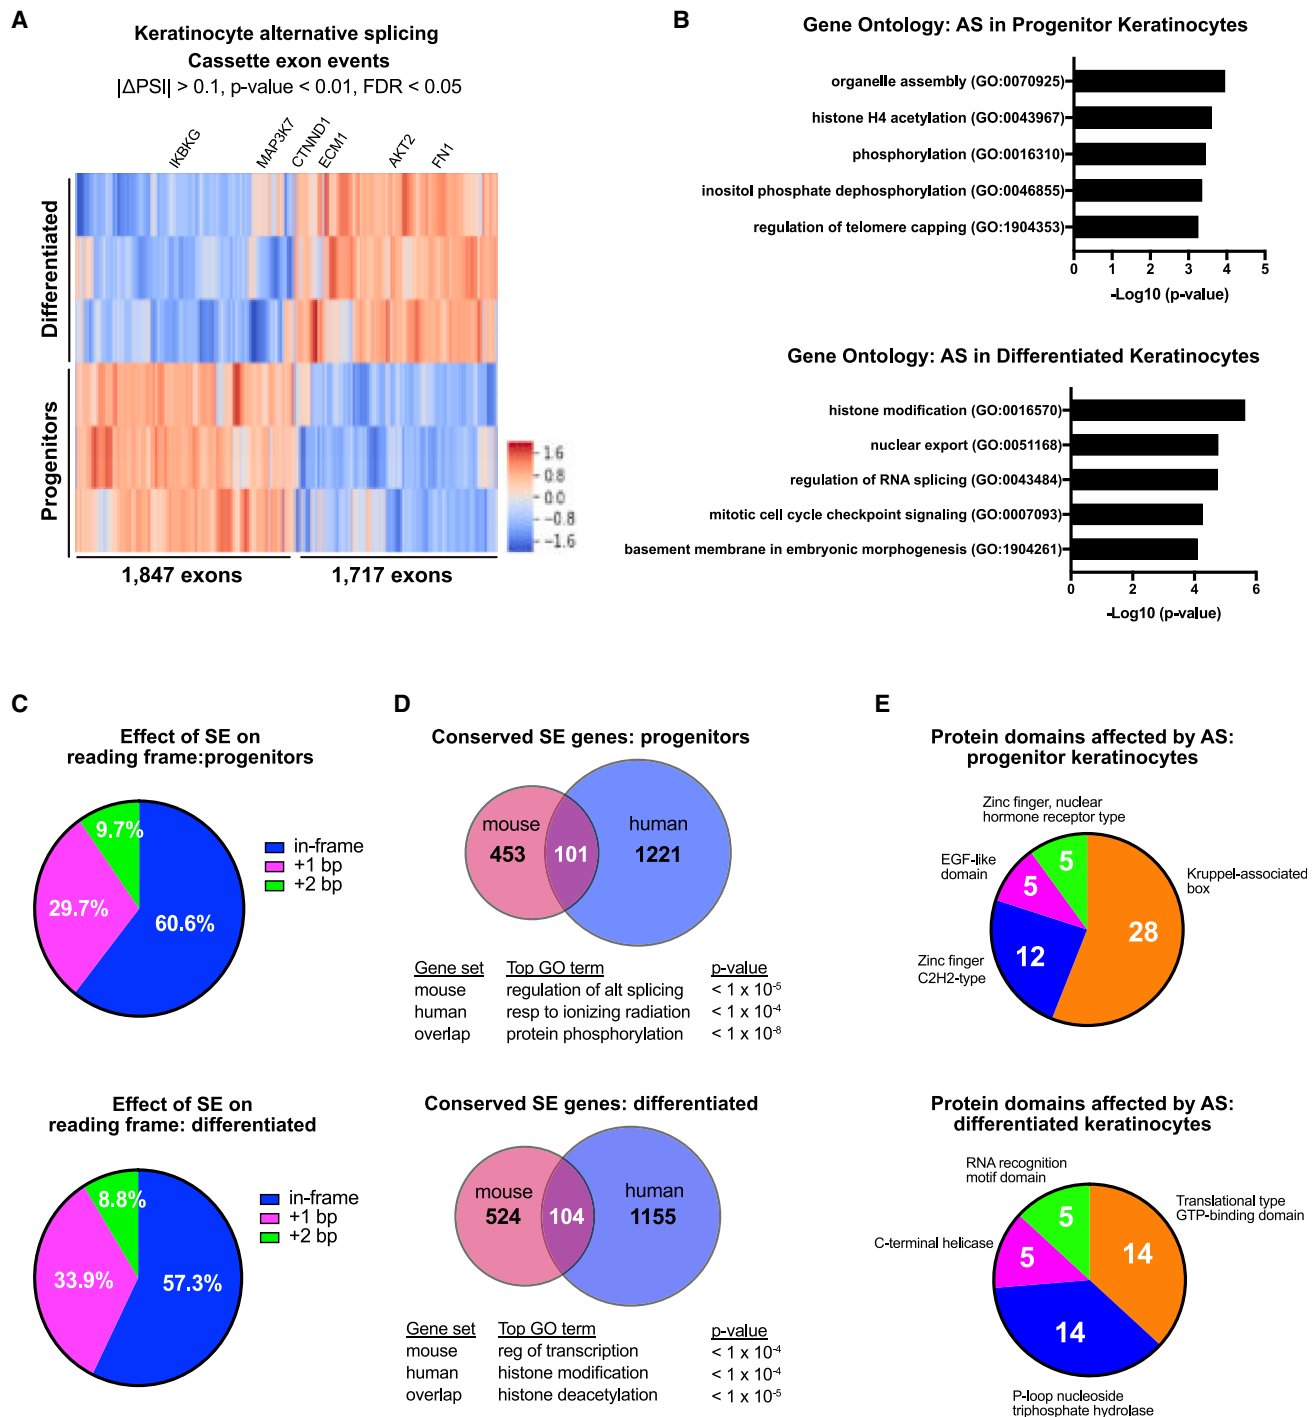 A
Keratinocyte alternative splicing
Cassette exon events
|ΔPSI| > 0.1, p-value < 0.01, FDR < 0.05
IKBKG
MAP3K7
CTNND1
ECM1
AKT2
FN1
Differentiated
Progenitors
1.6
0.8
0.0
−0.8
−1.6
1,847 exons
1,717 exons
B
Gene Ontology: AS in Progenitor Keratinocytes
organelle assembly (GO:0070925)
histone H4 acetylation (GO:0043967)
phosphorylation (GO:0016310)
inositol phosphate dephosphorylation (GO:0046855)
regulation of telomere capping (GO:1904353)
0 1 2 3 4 5
-Log10 (p-value)
Gene Ontology: AS in Differentiated Keratinocytes
histone modification (GO:0016570)
nuclear export (GO:0051168)
regulation of RNA splicing (GO:0043484)
mitotic cell cycle checkpoint signaling (GO:0007093)
basement membrane in embryonic morphogenesis (GO:1904261)
0 2 4 6
-Log10 (p-value)
C
Effect of SE on
reading frame:progenitors
9.7%
29.7%
60.6%
in-frame
+1 bp
+2 bp
Effect of SE on
reading frame: differentiated
8.8%
33.9%
57.3%
in-frame
+1 bp
+2 bp
D
Conserved SE genes: progenitors
mouse
453
101
human
1221
Gene set Top GO term p-value
mouse regulation of alt splicing < 1 x 10⁻⁵
human resp to ionizing radiation < 1 x 10⁻⁴
overlap protein phosphorylation < 1 x 10⁻⁸
Conserved SE genes: differentiated
mouse
524
104
human
1155
Gene set Top GO term p-value
mouse reg of transcription < 1 x 10⁻⁴
human histone modification < 1 x 10⁻⁴
overlap histone deacetylation < 1 x 10⁻⁵
E
Protein domains affected by AS:
progenitor keratinocytes
Zinc finger, nuclear
hormone receptor type
5
EGF-like
domain
5
Kruppel-associated
box
28
Zinc finger
C2H2-type
12
Protein domains affected by AS:
differentiated keratinocytes
RNA recognition
motif domain
5
Translational type
GTP-binding domain
14
C-terminal helicase
5
14
P-loop nucleoside
triphosphate hydrolase